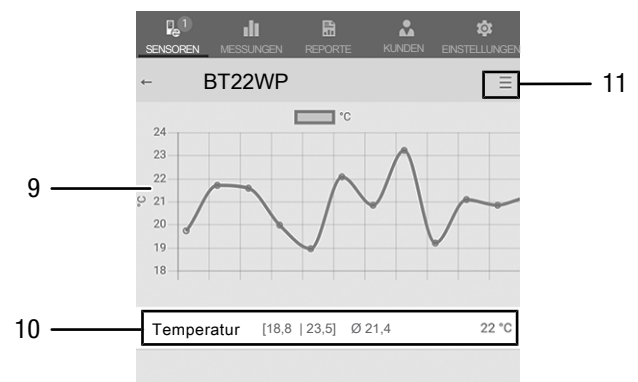 1
SENSOREN MESSUNGEN REPORTE KUNDEN EINSTELLUNGEN
← BT22WP ☰ 11
°C
24
23
22
21
20
19
18
°C
9
10 Temperatur [18,8 | 23,5] Ø 21,4 22 °C